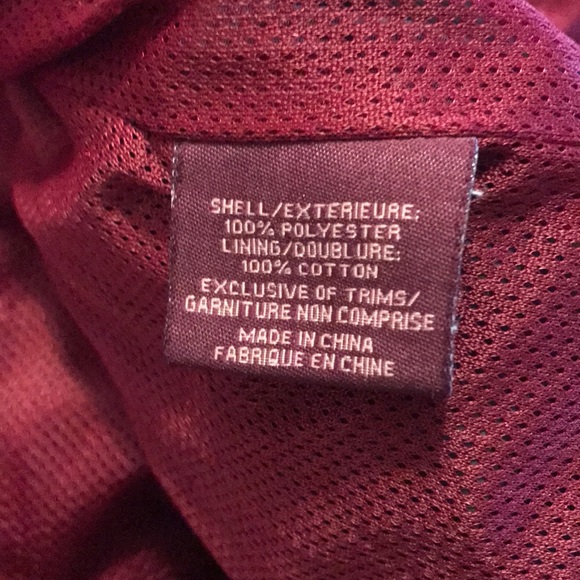 SHELL/EXTERIEURE:
100% POLYESTER
LINING/DOUBLURE:
100% COTTON
EXCLUSIVE OF TRIMS/
GARNITURE NON COMPRISE
MADE IN CHINA
FABRIQUE EN CHINE